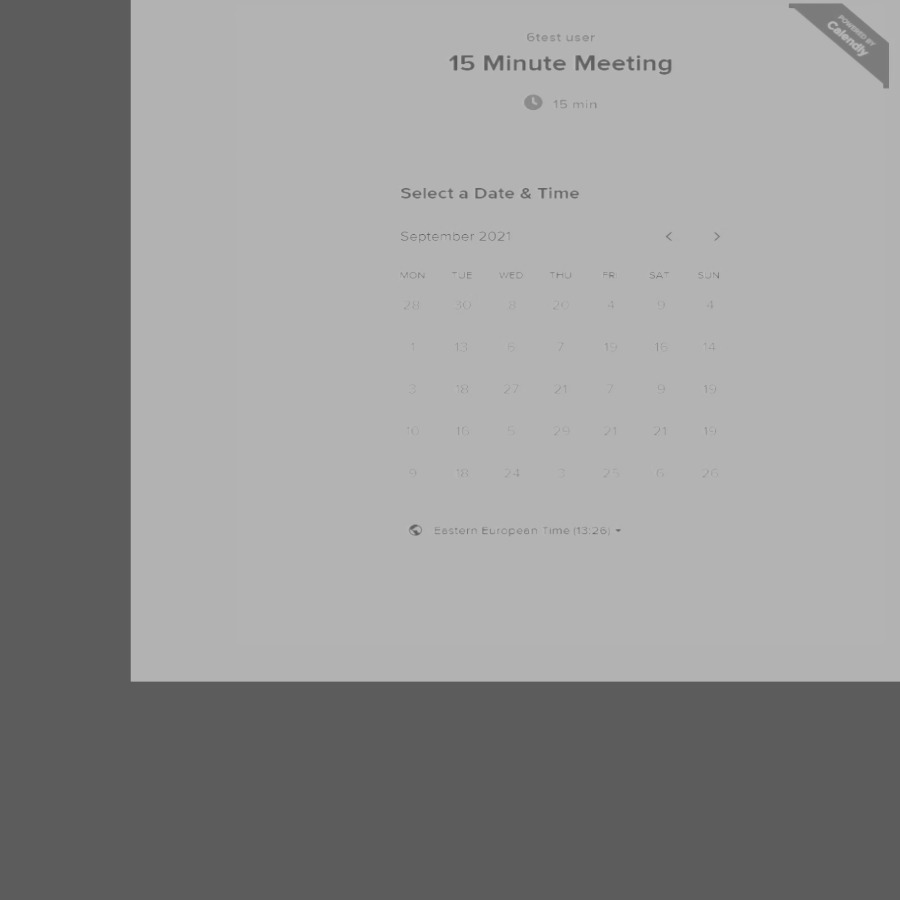 6test user
POWERED BY
Calendly
15 Minute Meeting
15 min
Select a Date & Time
September 2021
MON TUE WED THU FRI SAT SUN
28 30 8 20 4 9 4
1 13 6 7 19 16 14
3 18 27 21 7 9 19
10 16 5 29 21 21 19
9 18 24 3 25 6 26
Eastern European Time (13:26)